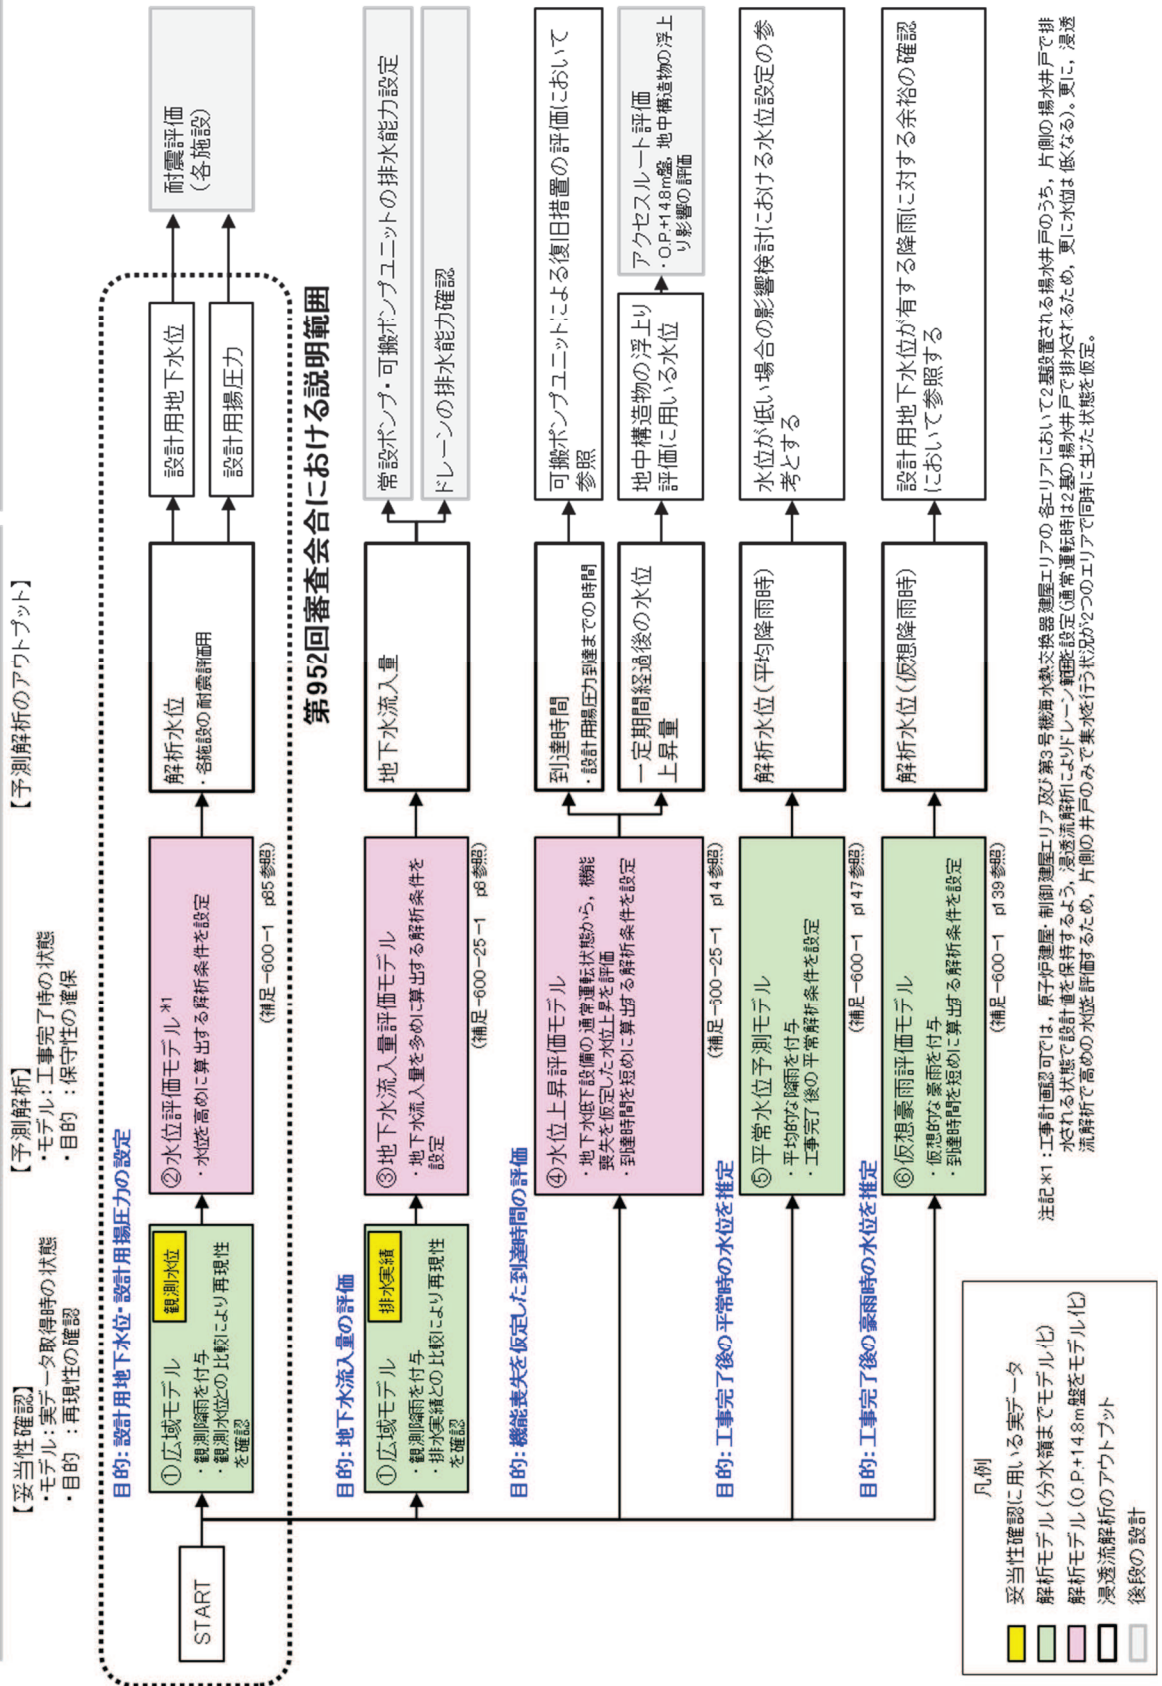 【妥当性確認】
・モデル：実データ取得時の状態
・目的　：再現性の確認
【予測解析】
・モデル：工事完了時の状態
・目的　：保守性の確保
【予測解析のアウトプット】
START
目的：設計用地下水位・設計用揚圧力の設定
①広域モデル
観測水位
・観測降雨を付与
・観測水位との比較により再現性
を確認
②水位評価モデル*1
・水位を高めに算出する解析条件を設定
(補足-600-1　p85参照)
解析水位
・各施設の耐震評価用
設計用地下水位
設計用揚圧力
耐震評価
(各施設)
第952回審査会合における説明範囲
目的：地下水流入量の評価
①広域モデル
排水実績
・観測降雨を付与
・排水実績との比較により再現性
を確認
③地下水流入量評価モデル
・地下水流入量を多めに算出する解析条件を
設定
(補足-600-25-1　p8参照)
地下水流入量
常設ポンプ・可搬ポンプユニットの排水能力設定
ドレーンの排水能力確認
目的：機能喪失を仮定した到達時間の評価
④水位上昇評価モデル
・地下水低下設備の通常運転状態から，機能
喪失を仮定した水位上昇を評価
・到達時間を短めに算出する解析条件を設定
(補足-600-25-1　p14参照)
到達時間
・設計用揚圧力到達までの時間
一定期間経過後の水位
上昇量
可搬ポンプユニットによる復旧措置の評価において
参照
地中構造物の浮上り
評価に用いる水位
アクセスルート評価
・O.P.+14.8m盤，地中構造物の浮上
り影響の評価
目的：工事完了後の平常時の水位を推定
⑤平常水位予測モデル
・平均的な降雨を付与
・工事完了後の平常解析条件を設定
(補足-600-1　p147参照)
解析水位(平均降雨時)
水位が低い場合の影響検討における水位設定の参
考とする
目的：工事完了後の豪雨時の水位を推定
⑥仮想豪雨評価モデル
・仮想的な豪雨を付与
・到達時間を短めに算出する解析条件を設定
(補足-600-1　p139参照)
解析水位(仮想降雨時)
設計用地下水位が有する降雨に対する余裕の確認
において参照する
凡例
妥当性確認に用いる実データ
解析モデル(分水嶺までモデル化)
解析モデル(O.P.+14.8m盤をモデル化)
浸透流解析のアウトプット
後段の設計
注記*1：工事計画認可では，原子炉建屋・制御建屋エリア及び第3号機海水熱交換器建屋エリアの各エリアにおいて2基設置される揚水井戸のうち，片側の揚水井戸で排
水される状態で設計値を保持するよう，浸透流解析によりドレーン範囲を設定(通常運転時は2基の揚水井戸で排水されるため，更に水位は低くなる)。更に，浸透
流解析で高めの水位を評価するため，片側の井戸のみで集水を行う状況が2つのエリアで同時に生じた状態を仮定。